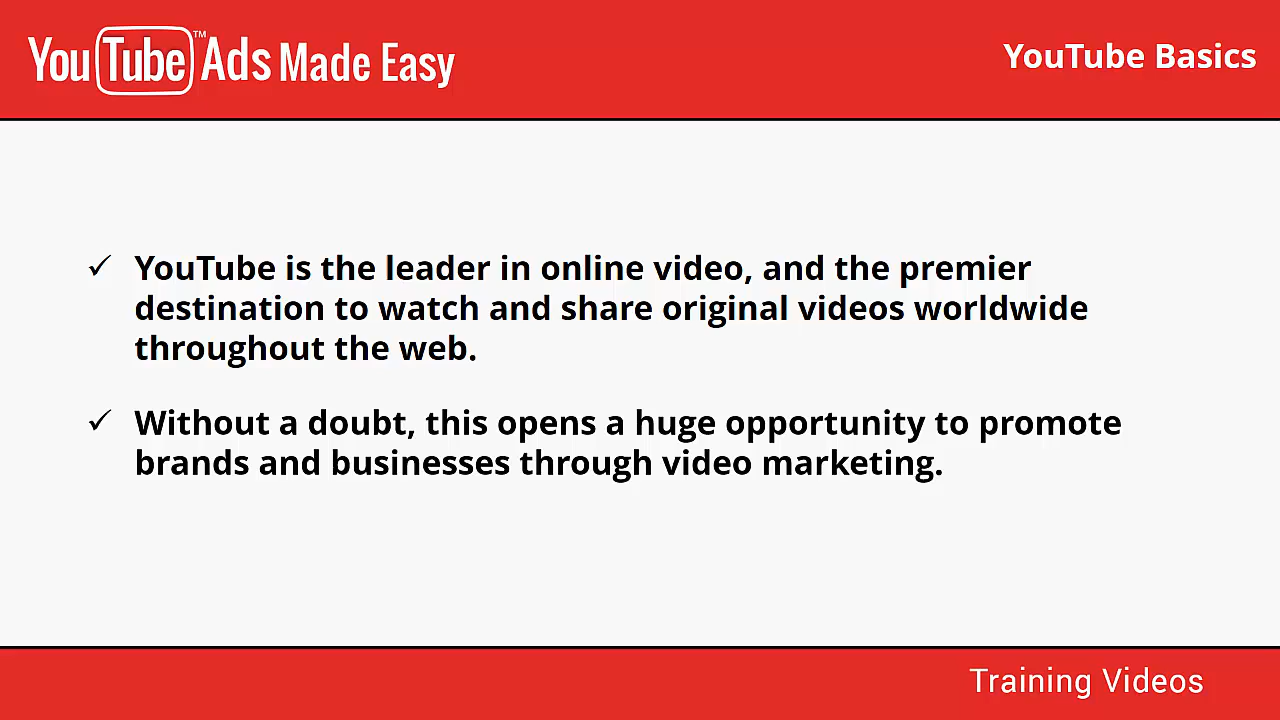 YouTube™ Ads Made Easy
YouTube Basics
✓ YouTube is the leader in online video, and the premier
destination to watch and share original videos worldwide
throughout the web.
✓ Without a doubt, this opens a huge opportunity to promote
brands and businesses through video marketing.
Training Videos